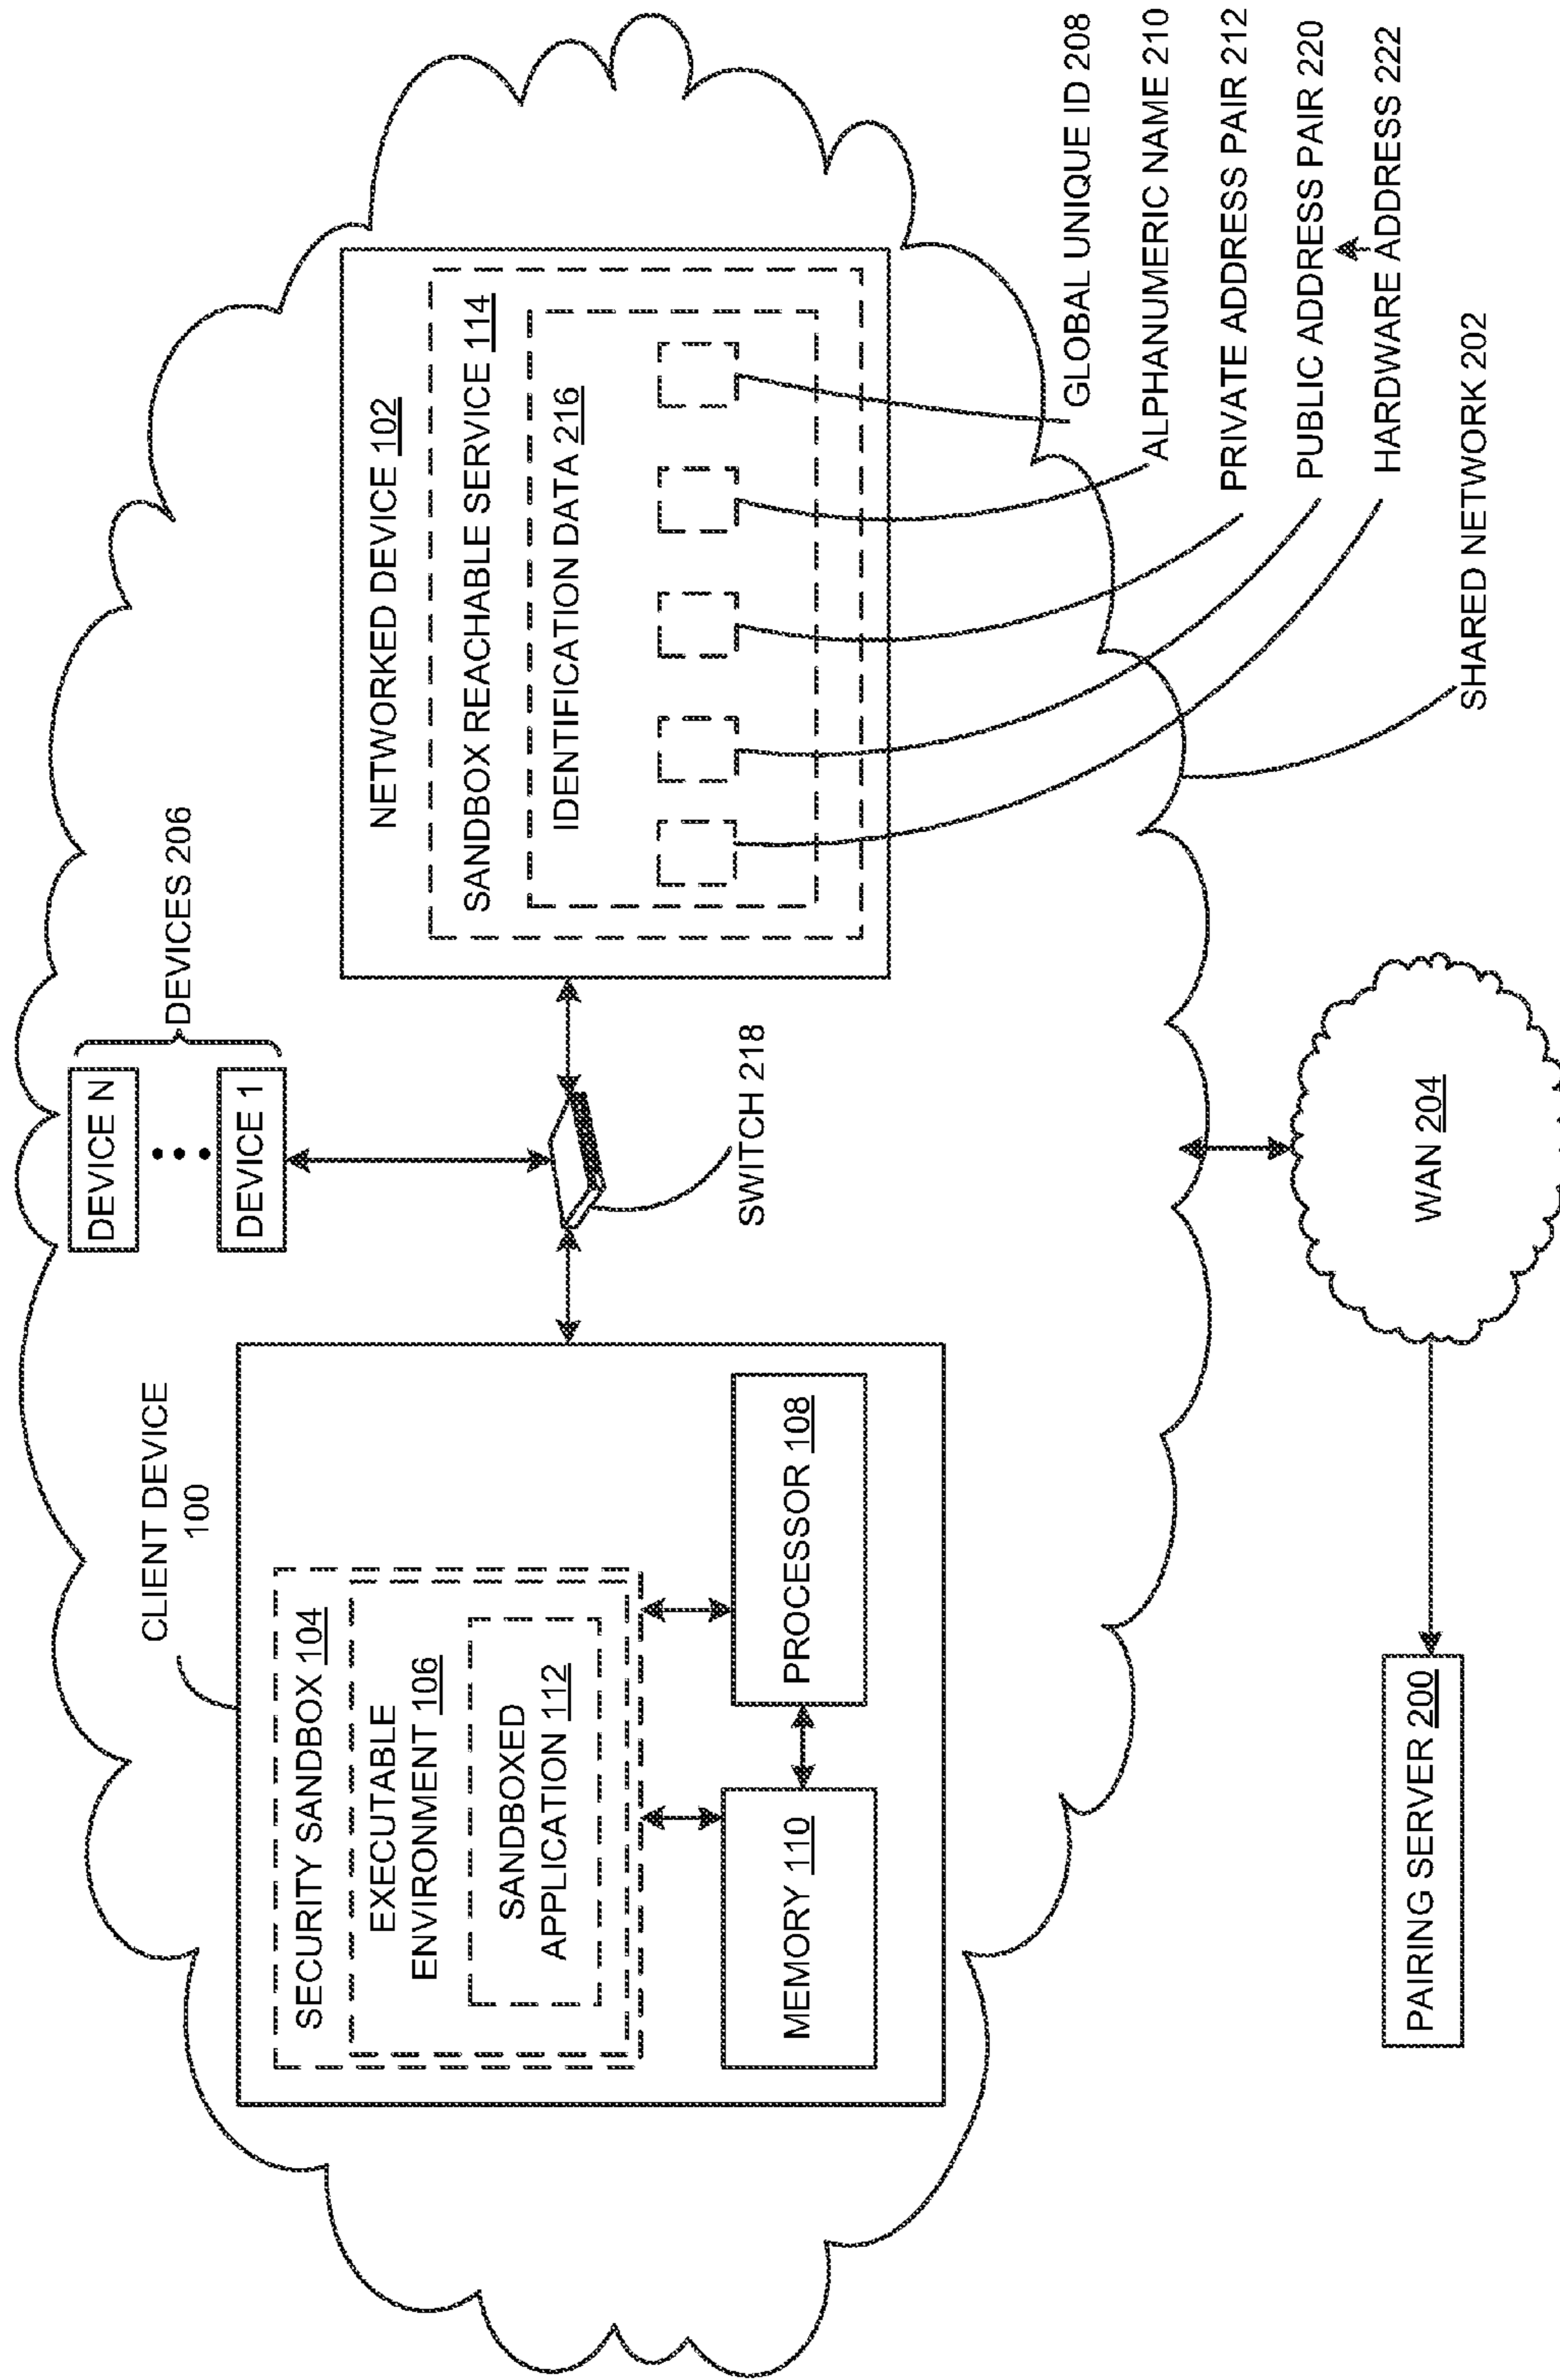 CLIENT DEVICE
100
SECURITY SANDBOX 104
EXECUTABLE
ENVIRONMENT 106
SANDBOXED
APPLICATION 112
MEMORY 110
PROCESSOR 108
DEVICE N
DEVICE 1
DEVICES 206
SWITCH 218
NETWORKED DEVICE 102
SANDBOX REACHABLE SERVICE 114
IDENTIFICATION DATA 216
GLOBAL UNIQUE ID 208
ALPHANUMERIC NAME 210
PRIVATE ADDRESS PAIR 212
PUBLIC ADDRESS PAIR 220
HARDWARE ADDRESS 222
SHARED NETWORK 202
WAN 204
PAIRING SERVER 200